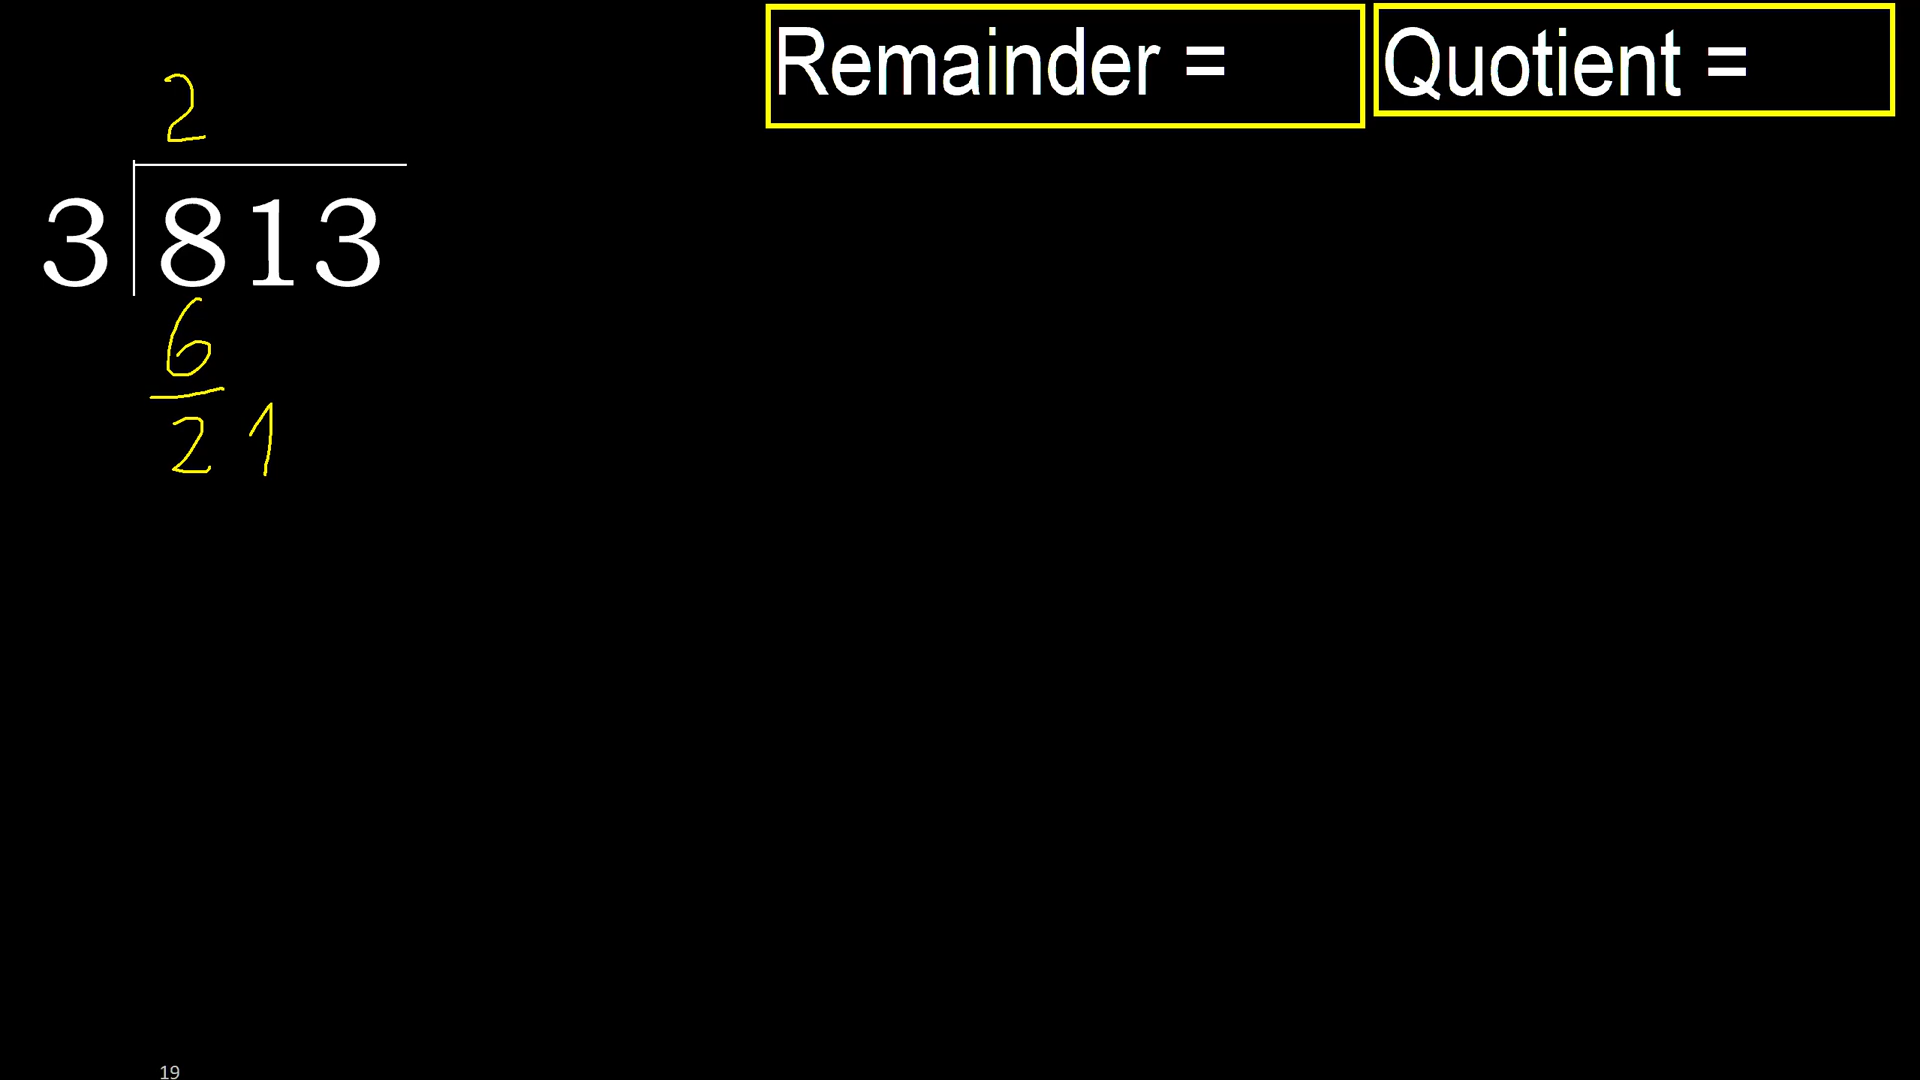 Remainder =
Quotient =
2
3 813
6
21
19